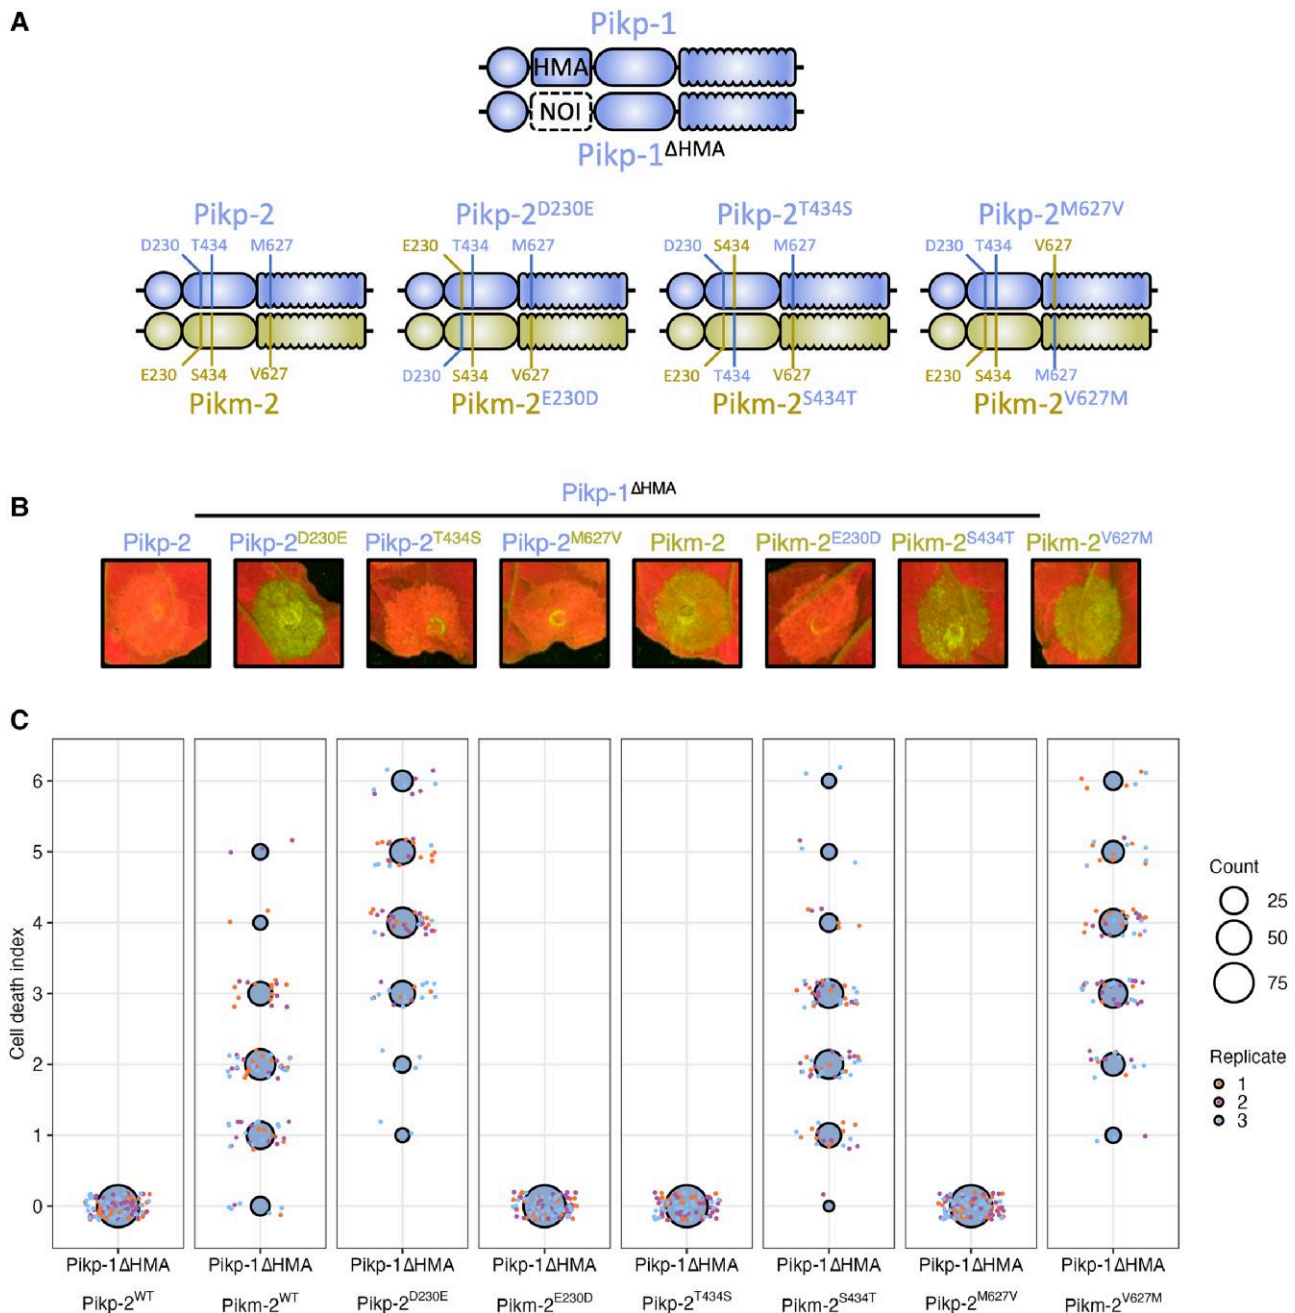 A
Pikp-1
HMA
NOI
Pikp-1ΔHMA
Pikp-2 Pikp-2D230E Pikp-2T434S Pikp-2M627V
D230 T434 M627 E230 T434 M627 D230 S434 M627 D230 T434 V627
E230 S434 V627 D230 S434 V627 E230 T434 V627 E230 S434 M627
Pikm-2 Pikm-2E230D Pikm-2S434T Pikm-2V627M
B
Pikp-1ΔHMA
Pikp-2 Pikp-2D230E Pikp-2T434S Pikp-2M627V Pikm-2 Pikm-2E230D Pikm-2S434T Pikm-2V627M
C
Cell death index
6
5
4
3
2
1
0
Pikp-1ΔHMA Pikp-1ΔHMA Pikp-1ΔHMA Pikp-1ΔHMA Pikp-1ΔHMA Pikp-1ΔHMA Pikp-1ΔHMA Pikp-1ΔHMA
Pikp-2WT Pikm-2WT Pikp-2D230E Pikm-2E230D Pikp-2T434S Pikm-2S434T Pikp-2M627V Pikm-2V627M
Count
25
50
75
Replicate
1
2
3